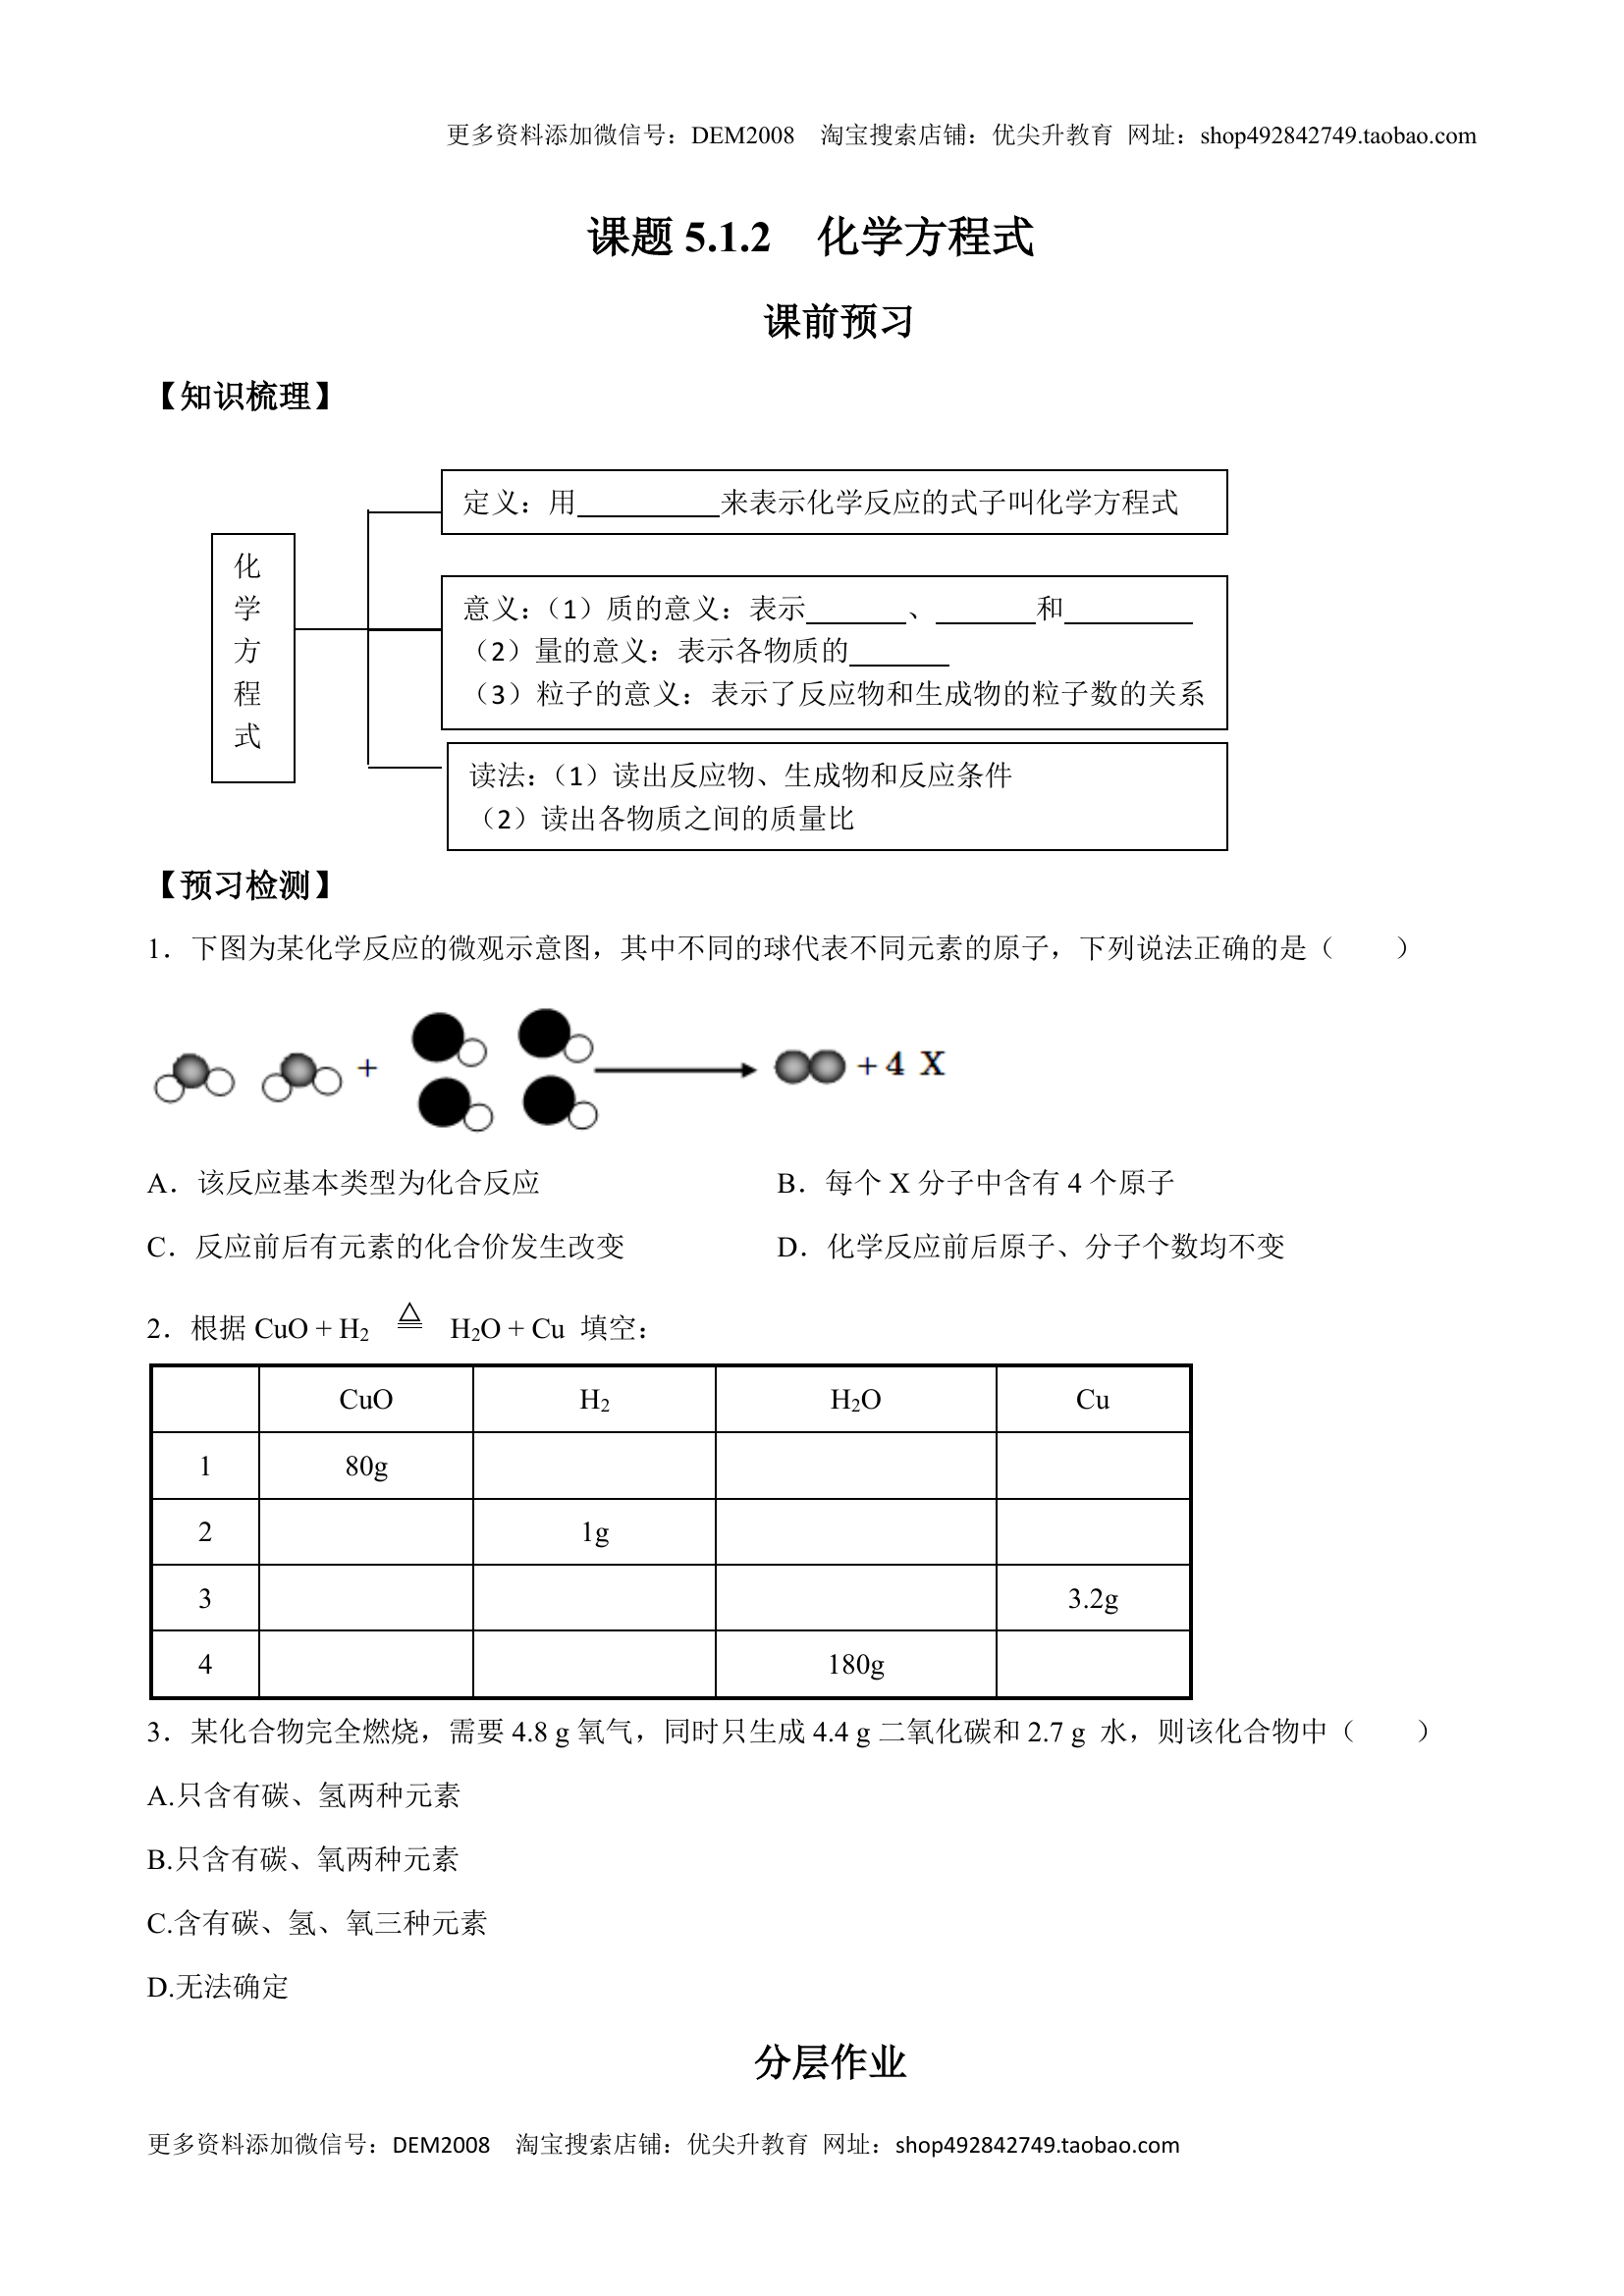 更多资料添加微信号：DEM2008 淘宝搜索店铺：优尖升教育 网址：shop492842749.taobao.com
课题 5.1.2 化学方程式
课前预习
【知识梳理】
化学方程式
定义：用__________来表示化学反应的式子叫化学方程式
意义：（1）质的意义：表示_______、_______和_________
（2）量的意义：表示各物质的_______
（3）粒子的意义：表示了反应物和生成物的粒子数的关系
读法：（1）读出反应物、生成物和反应条件
（2）读出各物质之间的质量比
【预习检测】
1．下图为某化学反应的微观示意图，其中不同的球代表不同元素的原子，下列说法正确的是（　　）
+ + 4 X
A．该反应基本类型为化合反应 B．每个 X 分子中含有 4 个原子
C．反应前后有元素的化合价发生改变 D．化学反应前后原子、分子个数均不变
2．根据 CuO + H₂ ≜ H₂O + Cu 填空：
CuO H₂ H₂O Cu
1 80g
2 1g
3 3.2g
4 180g
3．某化合物完全燃烧，需要 4.8 g 氧气，同时只生成 4.4 g 二氧化碳和 2.7 g 水，则该化合物中（　　）
A.只含有碳、氢两种元素
B.只含有碳、氧两种元素
C.含有碳、氢、氧三种元素
D.无法确定
分层作业
更多资料添加微信号：DEM2008 淘宝搜索店铺：优尖升教育 网址：shop492842749.taobao.com